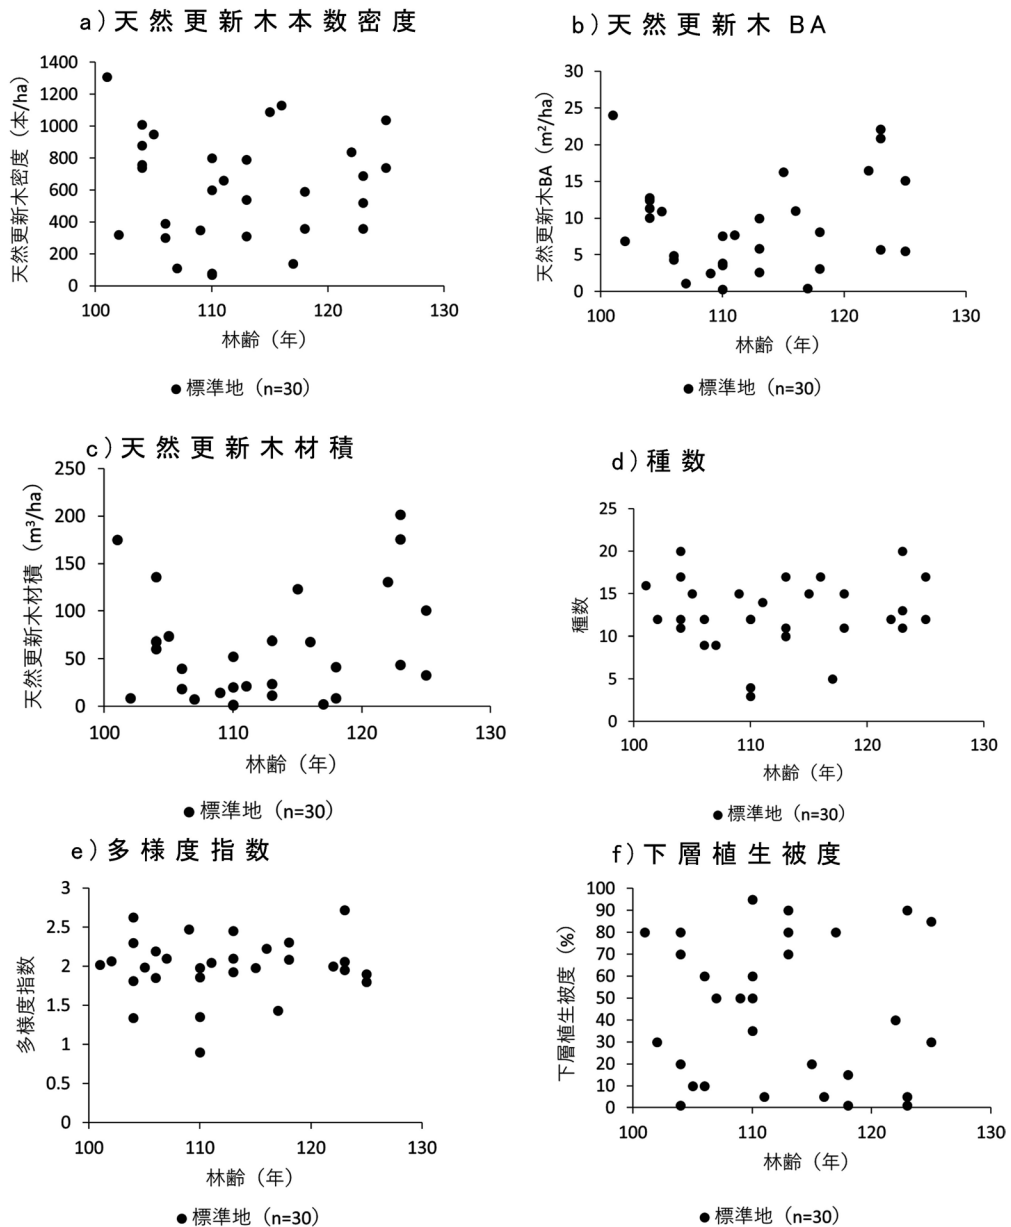 a)天然更新木本数密度
天然更新木密度（本/ha）
1400
1200
1000
800
600
400
200
0
100 110 120 130
林齢（年）
● 標準地（n=30）
b)天然更新木 BA
天然更新木BA（m²/ha）
30
25
20
15
10
5
0
100 110 120 130
林齢（年）
● 標準地（n=30）
c)天然更新木材積
天然更新木材積（m³/ha）
250
200
150
100
50
0
100 110 120 130
林齢（年）
● 標準地（n=30）
d)種数
種数
25
20
15
10
5
0
100 110 120 130
林齢（年）
● 標準地（n=30）
e)多様度指数
多様度指数
3
2.5
2
1.5
1
0.5
0
100 110 120 130
林齢（年）
● 標準地（n=30）
f)下層植生被度
下層植生被度（%）
100
90
80
70
60
50
40
30
20
10
0
100 110 120 130
林齢（年）
● 標準地（n=30）